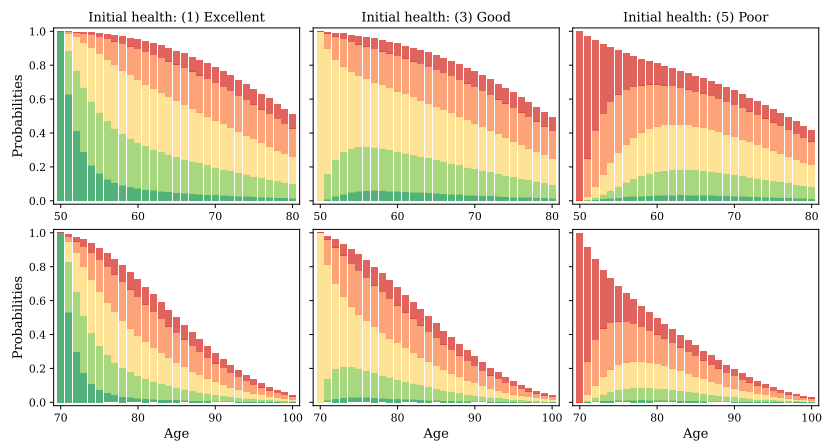 Initial health: (1) Excellent
Initial health: (3) Good
Initial health: (5) Poor
Probabilities
1.0
0.8
0.6
0.4
0.2
0.0
50 60 70 80
50 60 70 80
50 60 70 80
Probabilities
1.0
0.8
0.6
0.4
0.2
0.0
70 80 90 100
70 80 90 100
70 80 90 100
Age
Age
Age